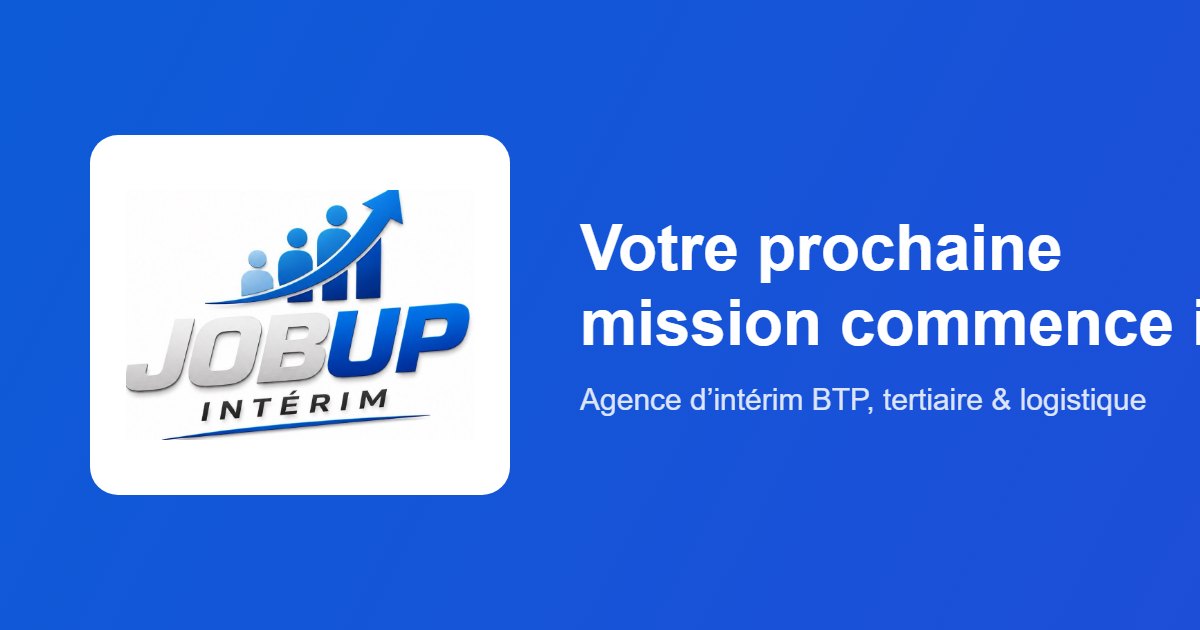 JOBUP
INTÉRIM
Votre prochaine
mission commence i
Agence d’intérim BTP, tertiaire & logistique